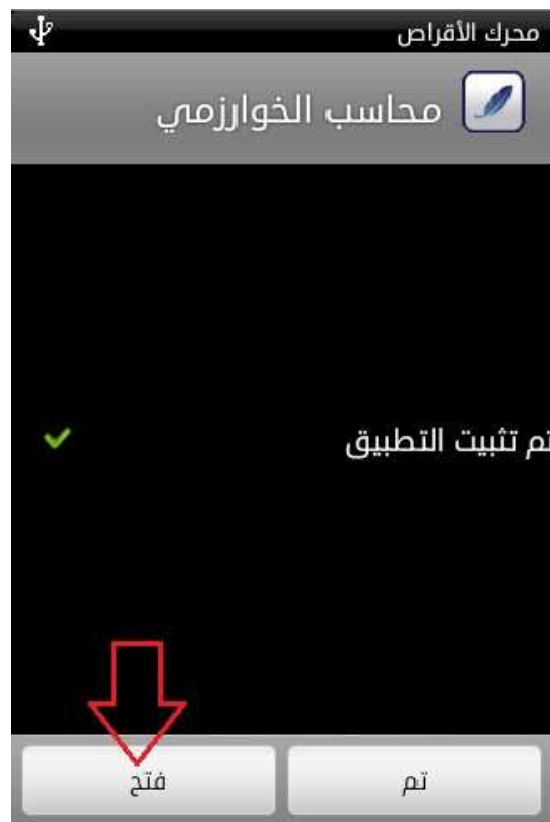 محرك الأقراص
محاسب الخوارزمي
تم تثبيت التطبيق
تم
فتح